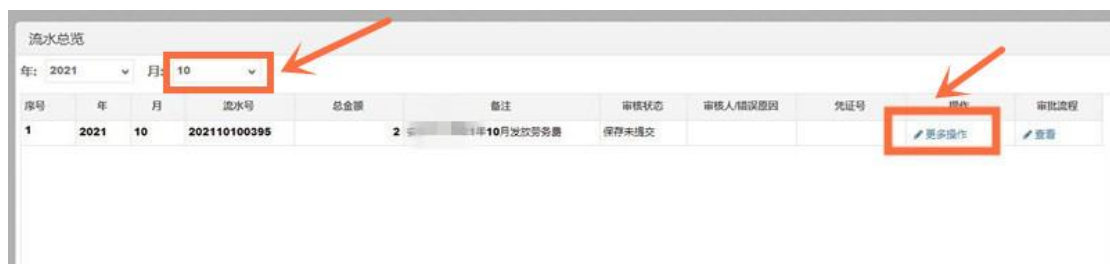 流水总览
年: 2021 月: 10
序号 年 月 流水号 总金额 备注 审核状态 审核人/错误原因 凭证号 操作 审批流程
1 2021 10 202110100395 2 年10月发放劳务 保存未提交 更多操作 查看